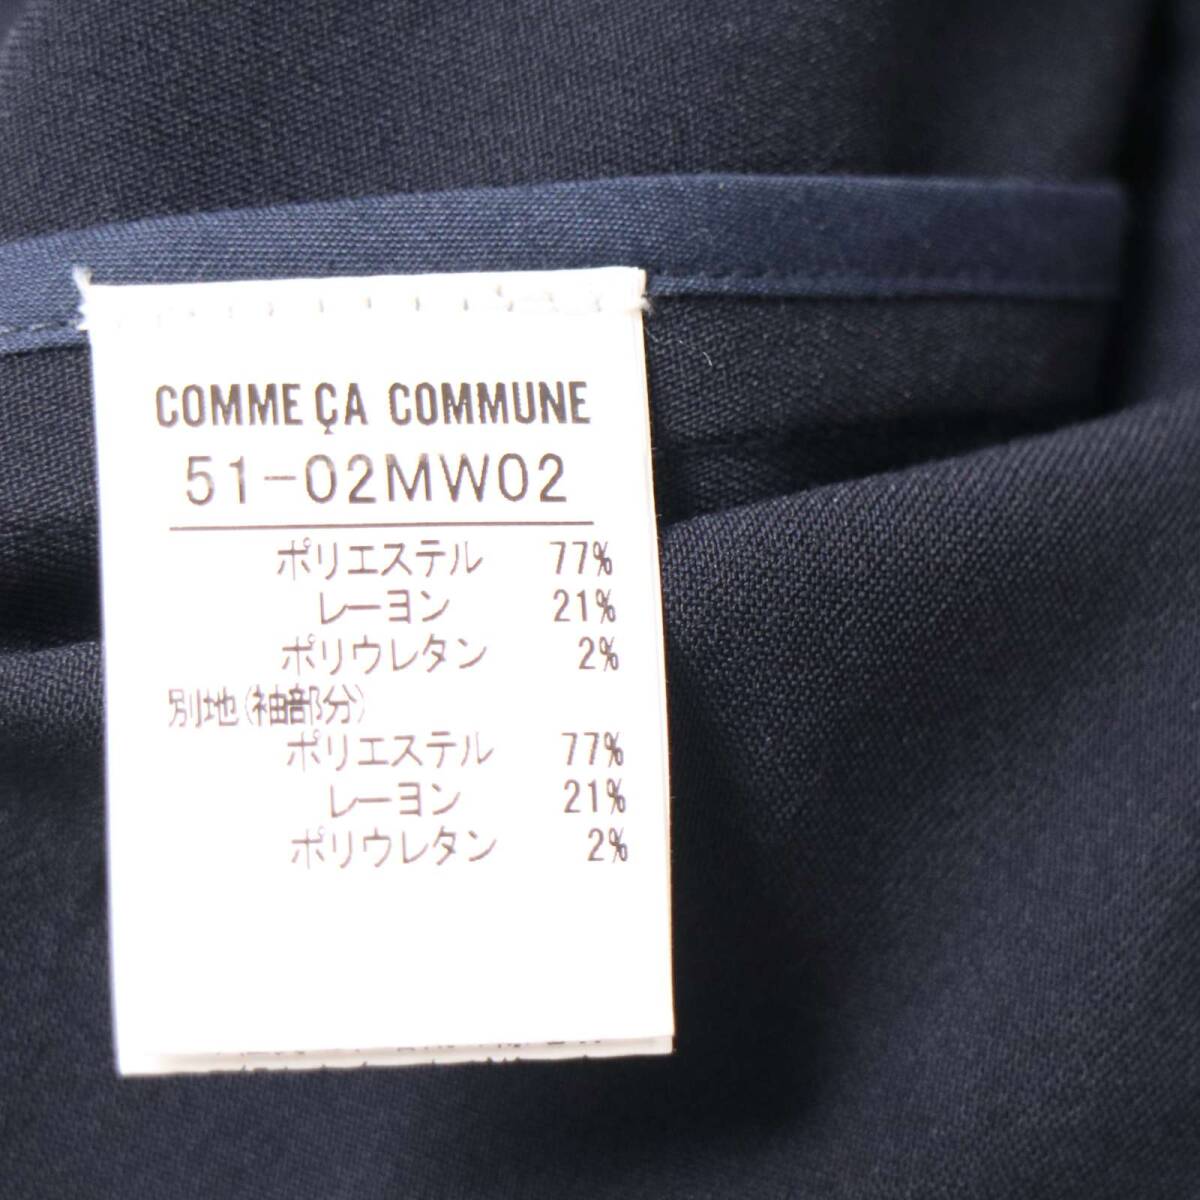 COMME ÇA COMMUNE
51-02MW02
ポリエステル 77%
レーヨン 21%
ポリウレタン 2%
別地(袖部分)
ポリエステル 77%
レーヨン 21%
ポリウレタン 2%